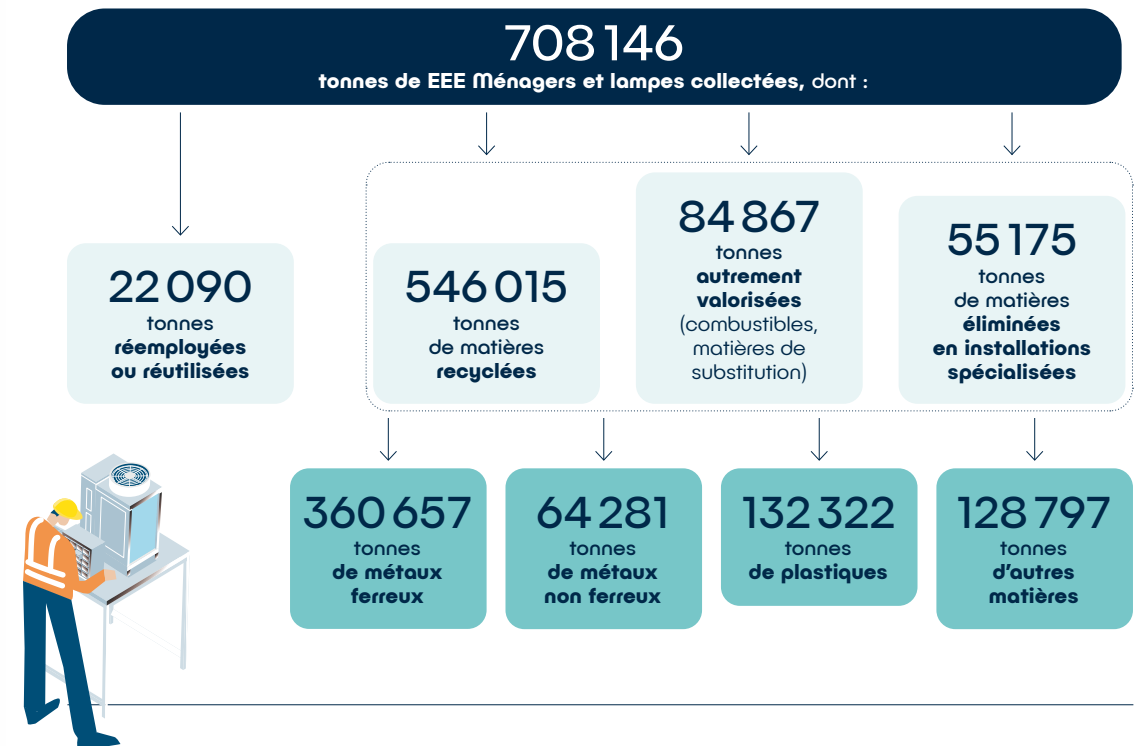 708 146
tonnes de EEE Ménagers et lampes collectées, dont :
22 090
tonnes
réemployées
ou réutilisées
546 015
tonnes
de matières
recyclées
84 867
tonnes
autrement
valorisées
(combustibles,
matières de
substitution)
55 175
tonnes
de matières
éliminées
en installations
spécialisées
360 657
tonnes
de métaux
ferreux
64 281
tonnes
de métaux
non ferreux
132 322
tonnes
de plastiques
128 797
tonnes
d'autres
matières